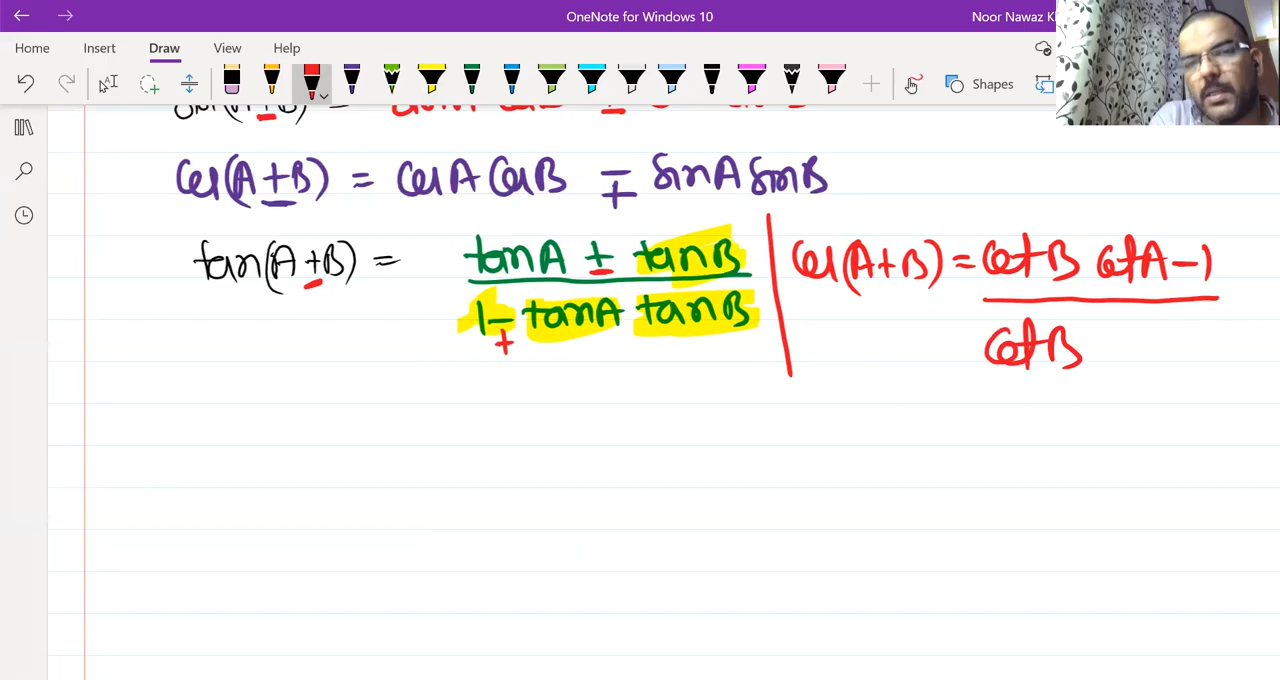 OneNote for Windows 10
Noor Nawaz
Home Insert Draw View Help
Shapes
cos(A±B) = cosA cosB ∓ sinA sinB
tan(A±B) = tanA ± tanB
1∓ tanA tanB
cot(A+B) = cotB cotA-1
cotB